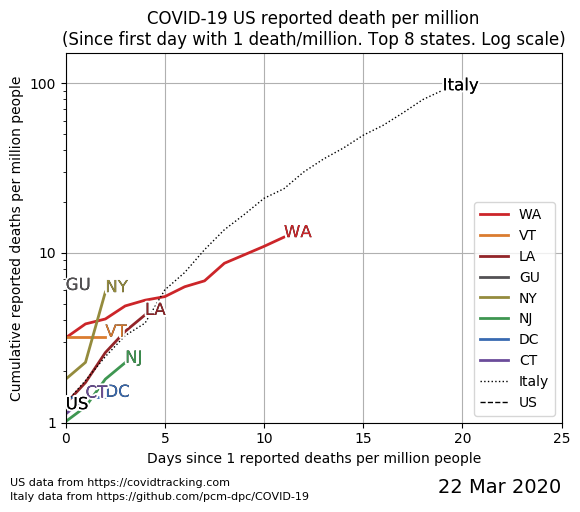 COVID-19 US reported death per million
(Since first day with 1 death/million. Top 8 states. Log scale)
Cumulative reported deaths per million people
100
10
1
Italy
WA
GU
NY
LA
VT
NJ
CT
DC
US
WA
VT
LA
GU
NY
NJ
DC
CT
Italy
US
0 5 10 15 20 25
Days since 1 reported deaths per million people
US data from https://covidtracking.com
Italy data from https://github.com/pcm-dpc/COVID-19
22 Mar 2020